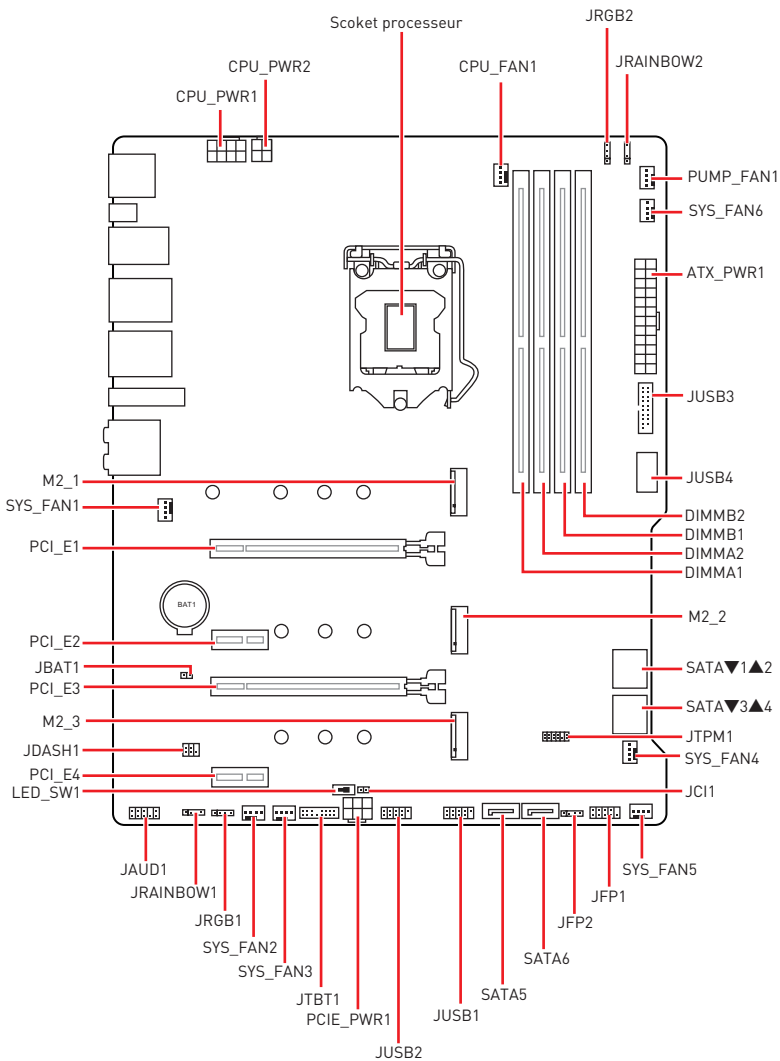 Scoket processeur
JRGB2
JRAINBOW2
CPU_PWR2
CPU_FAN1
CPU_PWR1
PUMP_FAN1
SYS_FAN6
ATX_PWR1
JUSB3
JUSB4
M2_1
SYS_FAN1
DIMMB2
DIMMB1
PCI_E1
DIMMA2
DIMMA1
BAT1
M2_2
PCI_E2
JBAT1
SATA▼1▲2
PCI_E3
SATA▼3▲4
M2_3
JTPM1
JDASH1
SYS_FAN4
PCI_E4
LED_SW1
JCI1
JAUD1
SYS_FAN5
JRAINBOW1
JFP1
JRGB1
JFP2
SYS_FAN2
SATA6
SYS_FAN3
SATA5
JTBT1
JUSB1
PCIE_PWR1
JUSB2